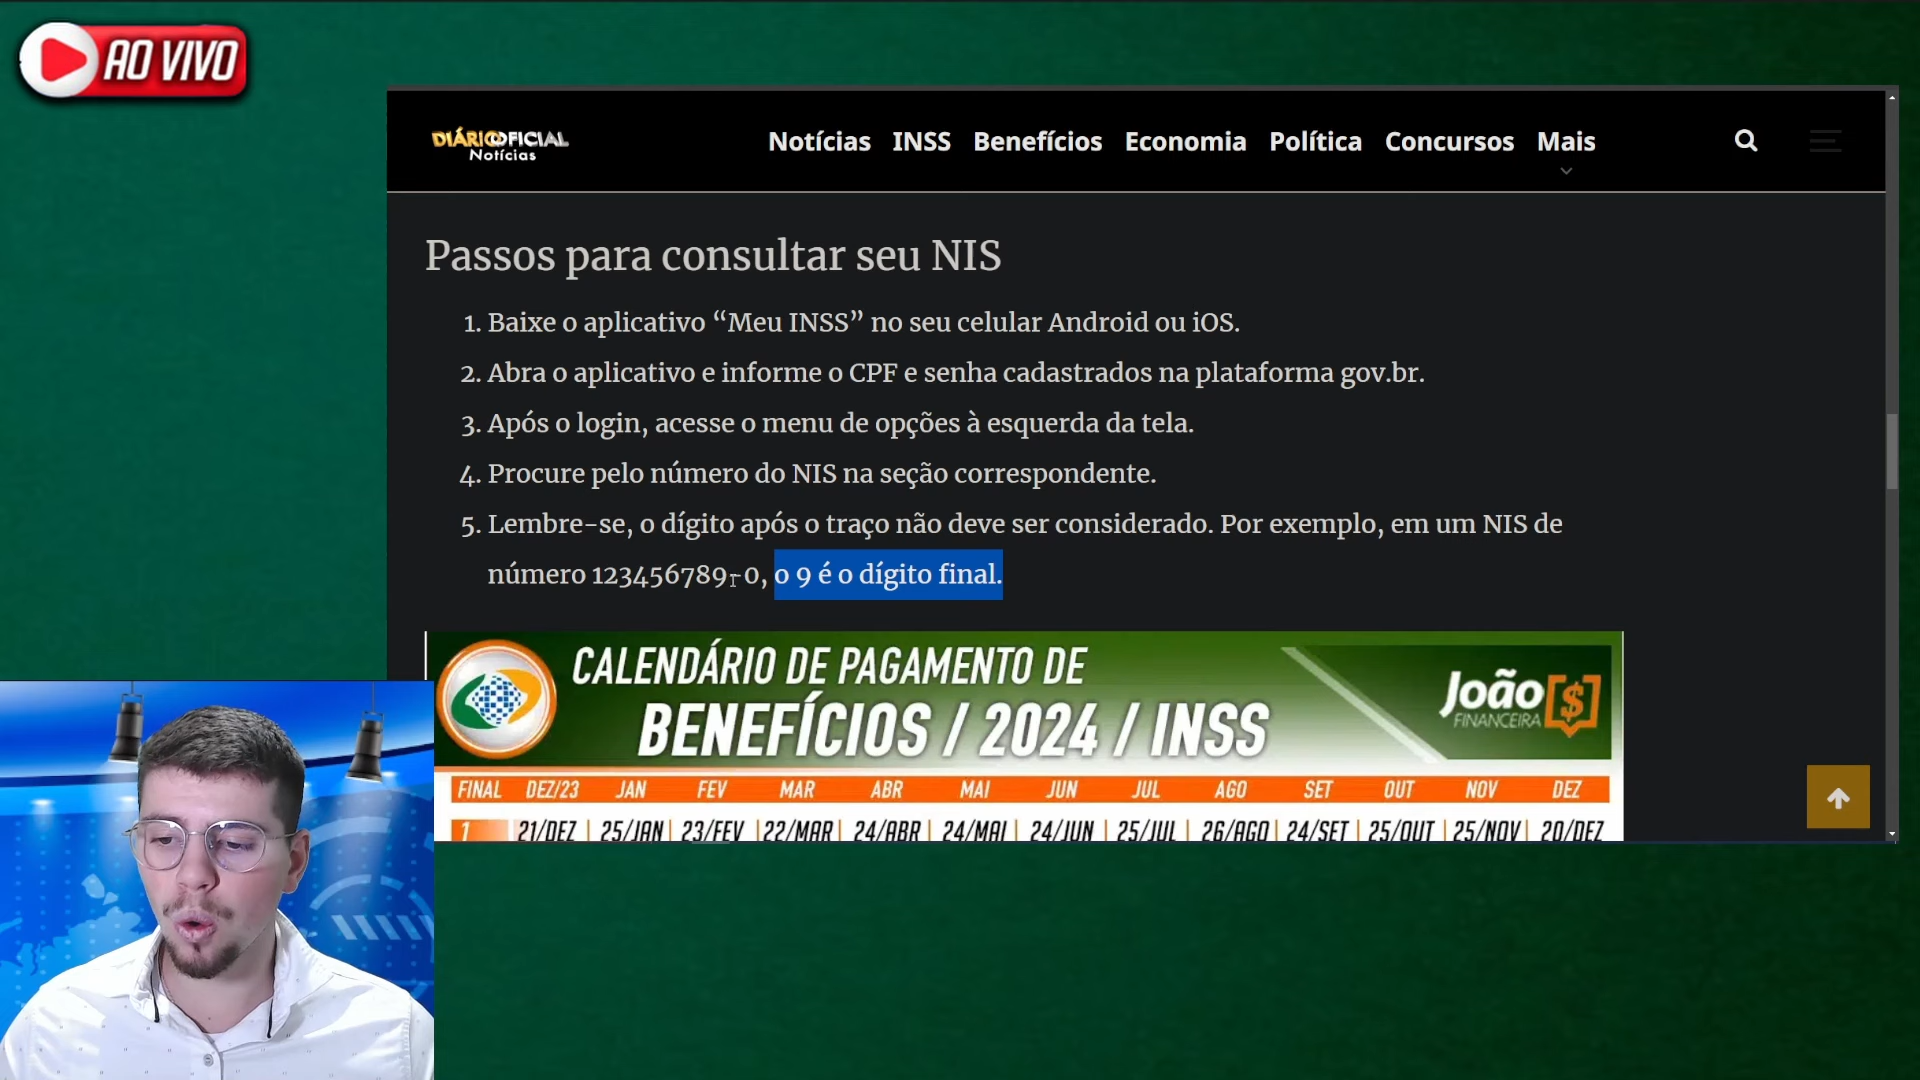 AO VIVO
DIÁRIO OFICIAL
Notícias
Notícias INSS Benefícios Economia Política Concursos Mais
Passos para consultar seu NIS
1. Baixe o aplicativo “Meu INSS” no seu celular Android ou iOS.
2. Abra o aplicativo e informe o CPF e senha cadastrados na plataforma gov.br.
3. Após o login, acesse o menu de opções à esquerda da tela.
4. Procure pelo número do NIS na seção correspondente.
5. Lembre-se, o dígito após o traço não deve ser considerado. Por exemplo, em um NIS de
número 123456789-0, o 9 é o dígito final.
CALENDÁRIO DE PAGAMENTO DE
BENEFÍCIOS / 2024 / INSS
João
FINANCEIRA
FINAL DEZ/23 JAN FEV MAR ABR MAI JUN JUL AGO SET OUT NOV DEZ
1 21/DEZ 25/JAN 23/FEV 22/MAR 24/ABR 24/MAI 24/JUN 25/JUL 26/AGO 24/SET 25/OUT 25/NOV 20/DEZ